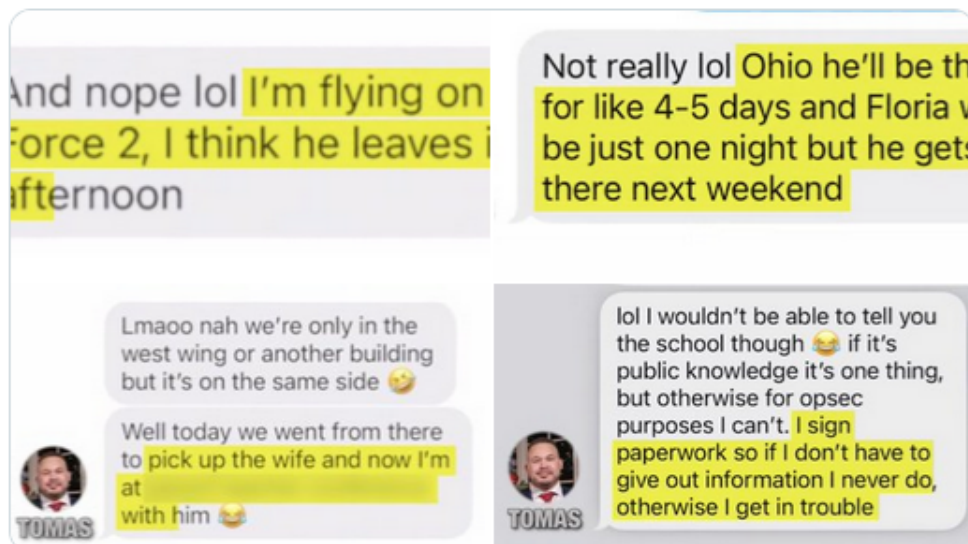 And nope lol I'm flying on
Force 2, I think he leaves i
afternoon
Not really lol Ohio he'll be th
for like 4-5 days and Floria w
be just one night but he gets
there next weekend
Lmaoo nah we're only in the
west wing or another building
but it's on the same side 🤣
Well today we went from there
to pick up the wife and now I'm
at
with him 😂
TOMAS
lol I wouldn't be able to tell you
the school though 😂 if it's
public knowledge it's one thing,
but otherwise for opsec
purposes I can't. I sign
paperwork so if I don't have to
give out information I never do,
otherwise I get in trouble
TOMAS